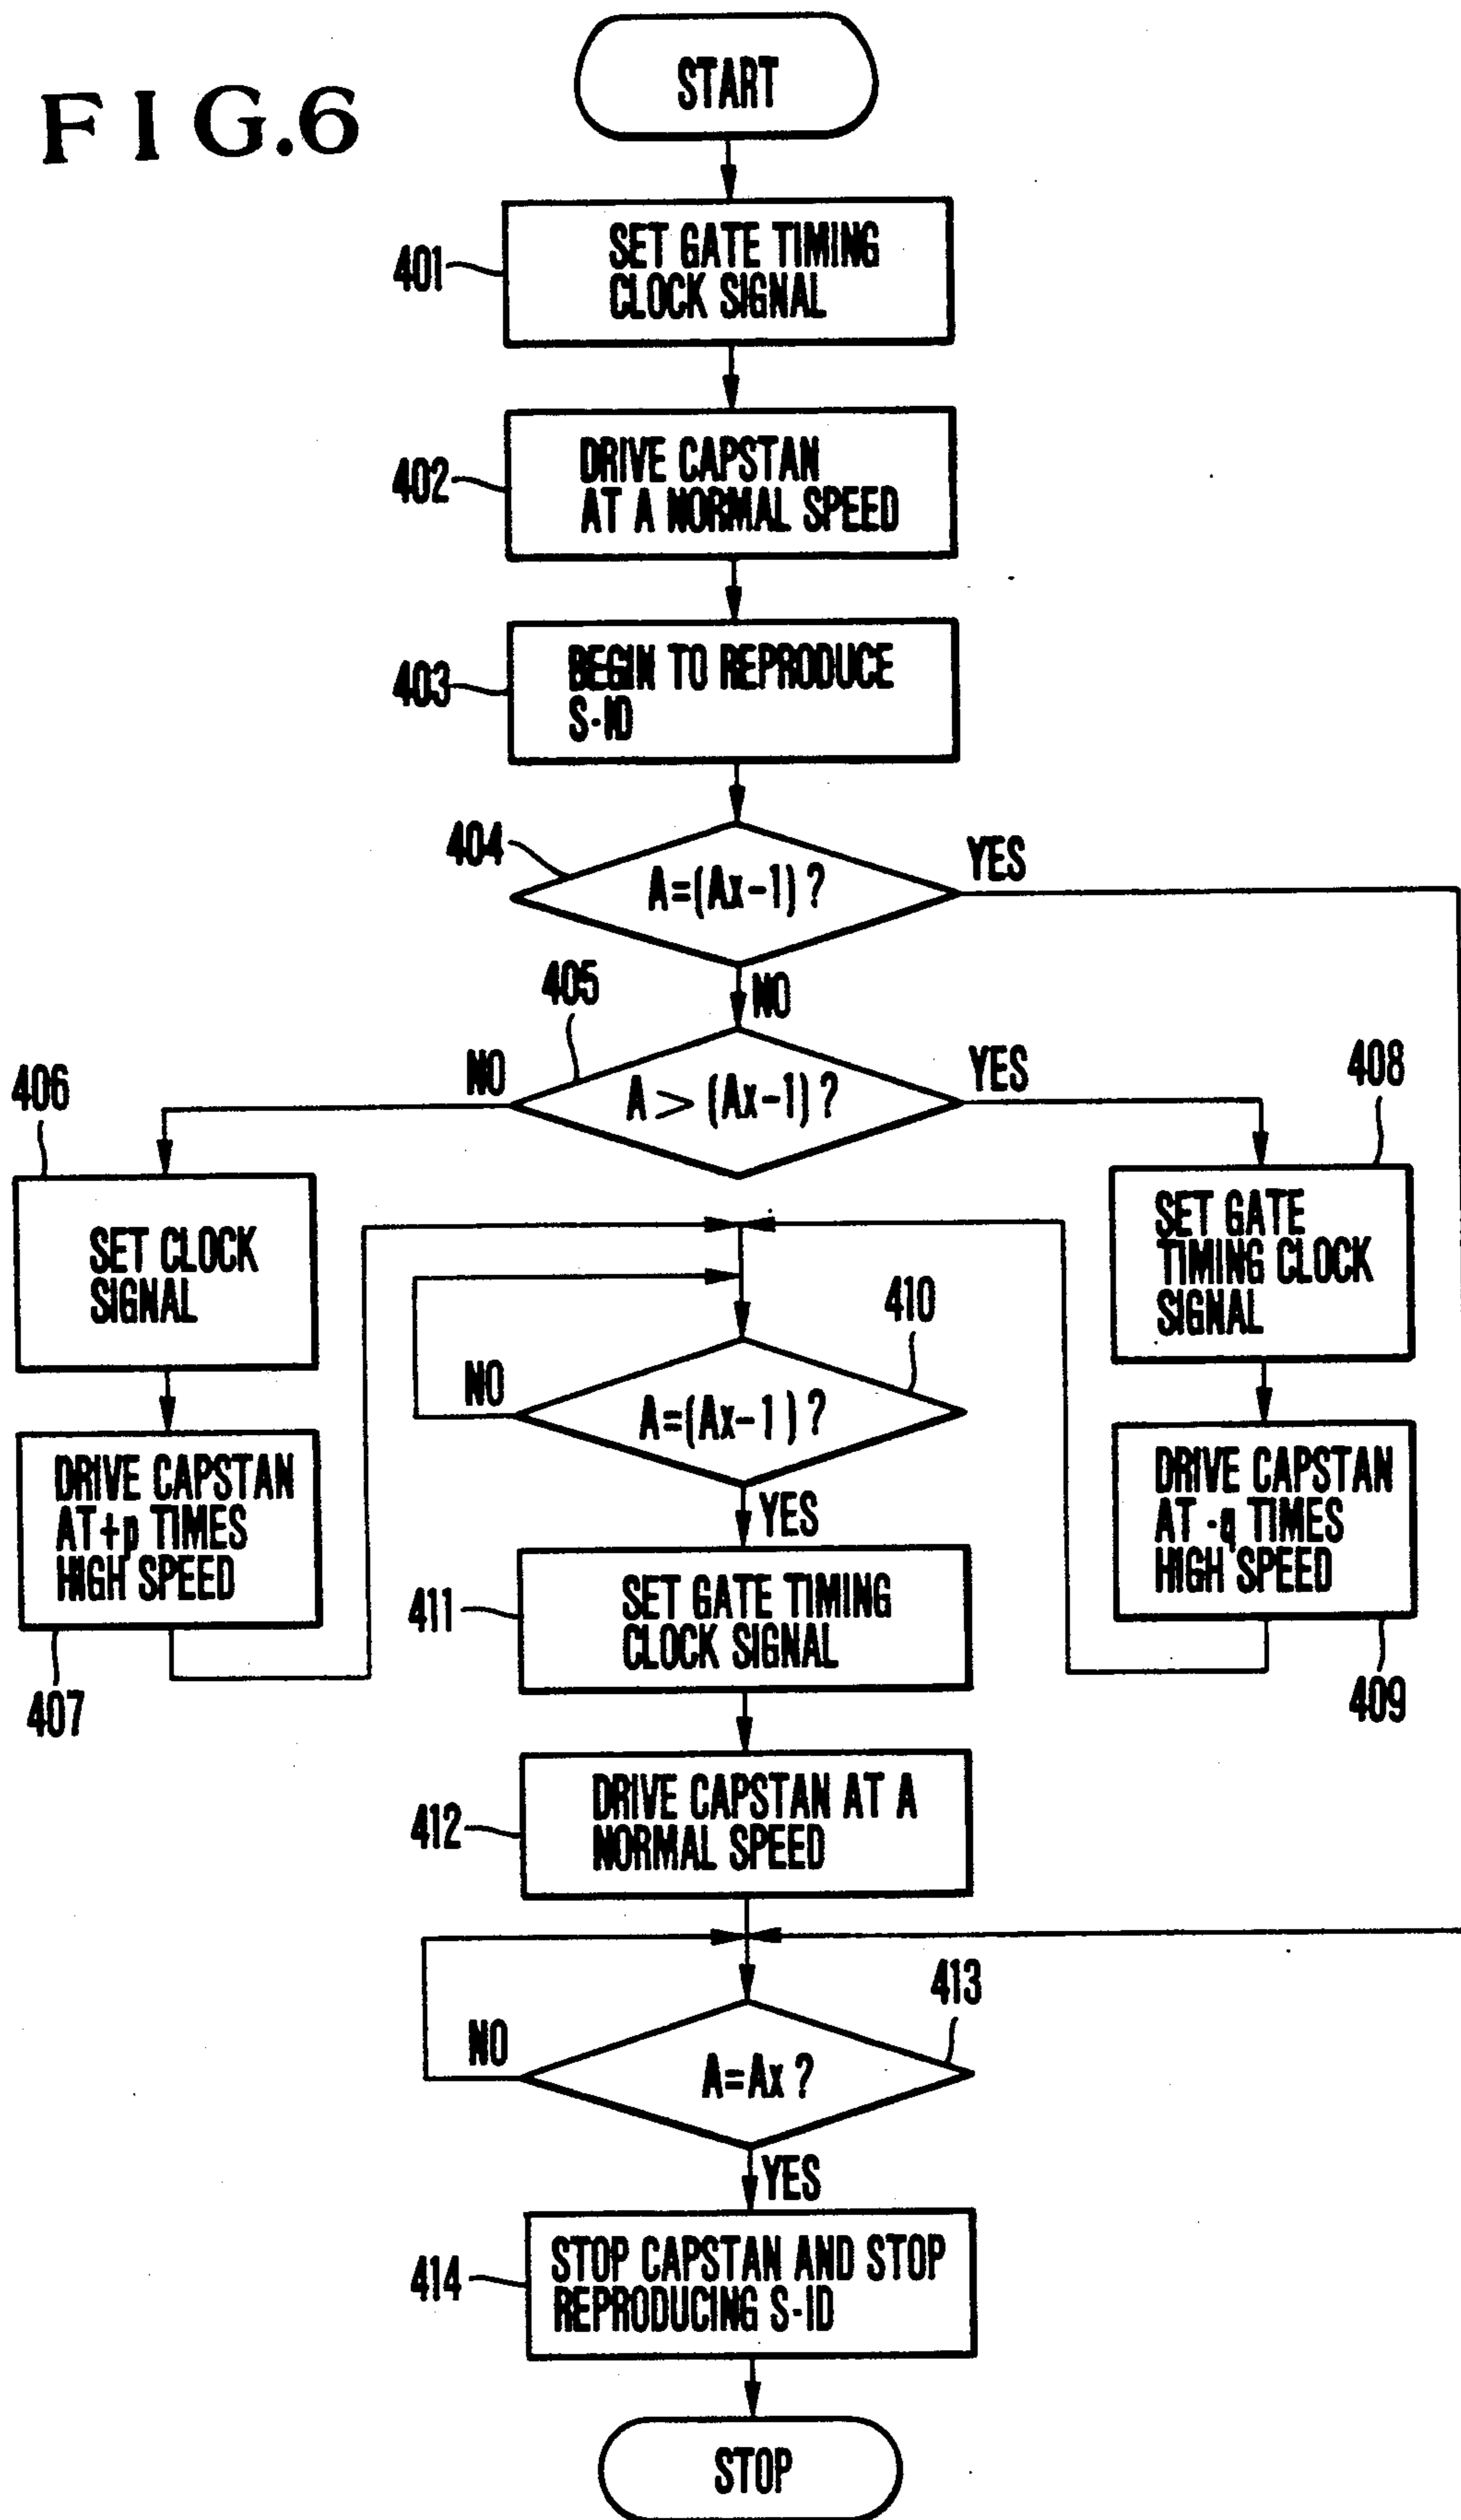 FIG.6
START
401
SET GATE TIMING
CLOCK SIGNAL
402
DRIVE CAPSTAN
AT A NORMAL SPEED
403
BEGIN TO REPRODUCE
S-ID
404
A=(Ax-1)?
YES
NO
405
A > (Ax-1)?
NO
YES
406
SET CLOCK
SIGNAL
408
SET GATE
TIMING CLOCK
SIGNAL
410
A=(Ax-1)?
NO
YES
407
DRIVE CAPSTAN
AT+p TIMES
HIGH SPEED
409
DRIVE CAPSTAN
AT -q TIMES
HIGH SPEED
411
SET GATE TIMING
CLOCK SIGNAL
412
DRIVE CAPSTAN AT A
NORMAL SPEED
413
A=Ax?
NO
YES
414
STOP CAPSTAN AND STOP
REPRODUCING S-ID
STOP